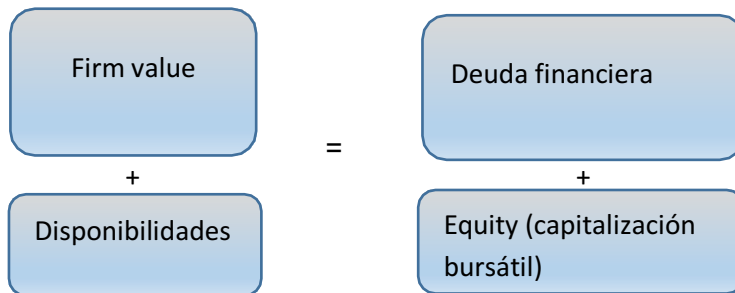 Firm value
+
Disponibilidades
=
Deuda financiera
+
Equity (capitalización
bursátil)